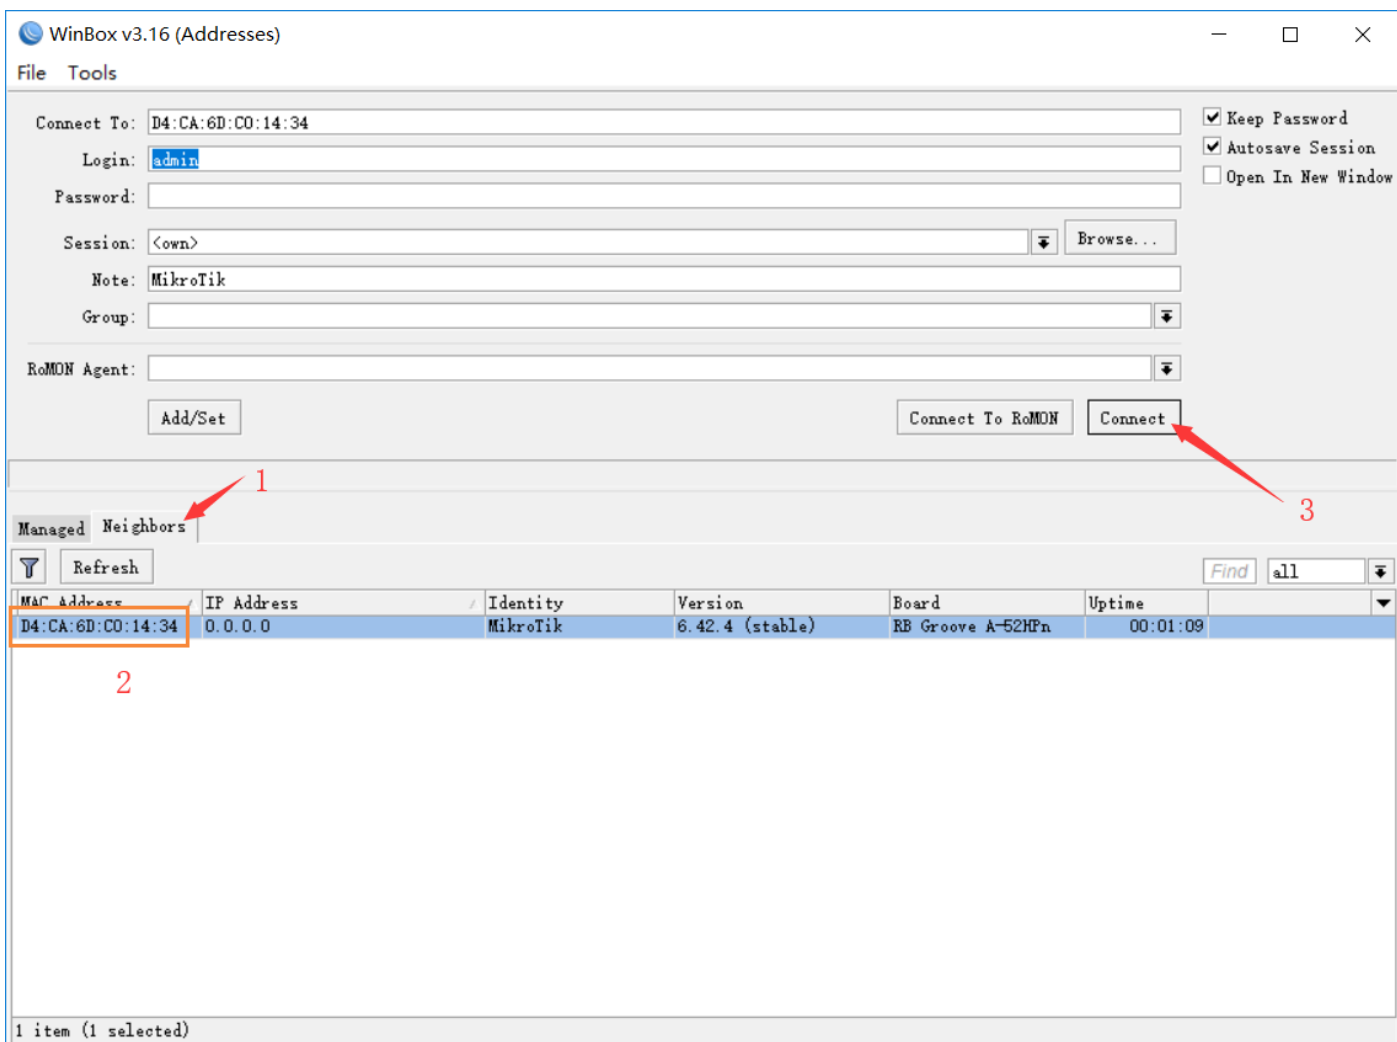 WinBox v3.16 (Addresses)
File Tools
Connect To: D4:CA:6D:C0:14:34
Keep Password
Login: admin
Autosave Session
Open In New Window
Password:
Session: <own>
Browse...
Note: MikroTik
Group:
RoMON Agent:
Add/Set
Connect To RoMON
Connect
1
3
Managed
Neighbors
Refresh
Find
all
MAC Address IP Address Identity Version Board Uptime
D4:CA:6D:C0:14:34 0.0.0.0 MikroTik 6.42.4 (stable) RB Groove A-52HPn 00:01:09
2
1 item (1 selected)